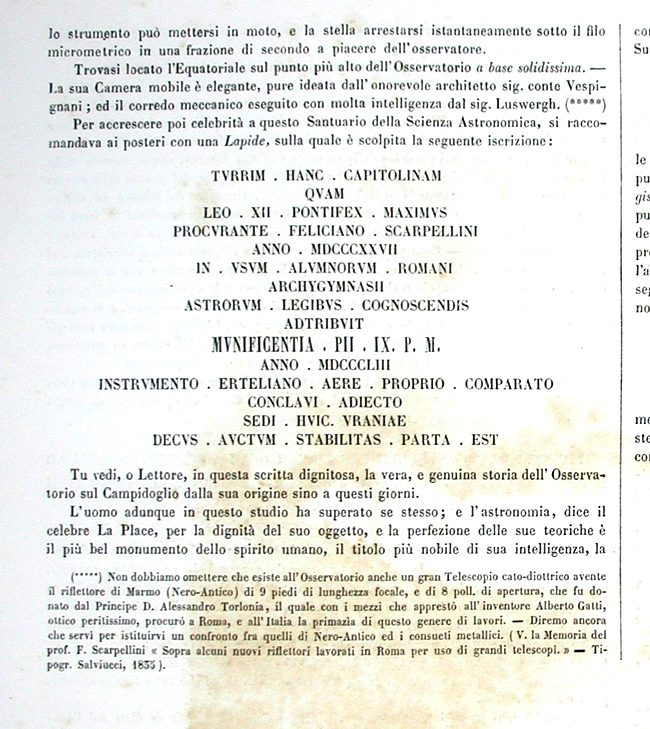 lo strumento può mettersi in moto, e la stella arrestarsi istantaneamente sotto il filo
micrometrico in una frazione di secondo a piacere dell'osservatore.
Trovasi locato l'Equatoriale sul punto più alto dell'Osservatorio a base solidissima. —
La sua Camera mobile è elegante, pure ideata dall'onorevole architetto sig. conte Vespi-
gnani; ed il corredo meccanico eseguito con molta intelligenza dal sig. Luswergh. (*****)
Per accrescere poi celebrità a questo Santuario della Scienza Astronomica, si racco-
mandava ai posteri con una Lapide, sulla quale è scolpita la seguente iscrizione:
TVRRIM . HANC . CAPITOLINAM
QVAM
LEO . XII . PONTIFEX . MAXIMVS
PROCVRANTE . FELICIANO . SCARPELLINI
ANNO . MDCCCXXVII
IN . VSVM . ALVMNORVM . ROMANI
ARCHYGYMNASII
ASTRORVM . LEGIBVS . COGNOSCENDIS
ADTRIBVIT
MVNIFICENTIA . PII . IX. P. M.
ANNO . MDCCCLIII
INSTRVMENTO . ERTELIANO . AERE . PROPRIO . COMPARATO
CONCLAVI . ADIECTO
SEDI . HVIC. VRANIAE
DECVS . AVCTVM . STABILITAS . PARTA . EST
Tu vedi, o Lettore, in questa scritta dignitosa, la vera, e genuina storia dell'Osserva-
torio sul Campidoglio dalla sua origine sino a questi giorni.
L'uomo adunque in questo studio ha superato se stesso; e l'astronomia, dice il
celebre La Place, per la dignità del suo oggetto, e la perfezione delle sue teoriche è
il più bel monumento dello spirito umano, il titolo più nobile di sua intelligenza, la
(*****) Non dobbiamo omettere che esiste all'Osservatorio anche un gran Telescopio cato-diottrico avente
il riflettore di Marmo (Nero-Antico) di 9 piedi di lunghezza focale, e di 8 poll. di apertura, che fu do-
nato dal Principe D. Alessandro Torlonia, il quale con i mezzi che apprestò all'inventore Alberto Gatti,
ottico peritissimo, procurò a Roma, e all'Italia la primazia di questo genere di lavori. — Diremo ancora
che servì per istituirvi un confronto fra quelli di Nero-Antico ed i consueti metallici. (V. la Memoria del
prof. F. Scarpellini « Sopra alcuni nuovi riflettori lavorati in Roma per uso di grandi telescopi. » — Ti-
pogr. Salviucci, 1835).